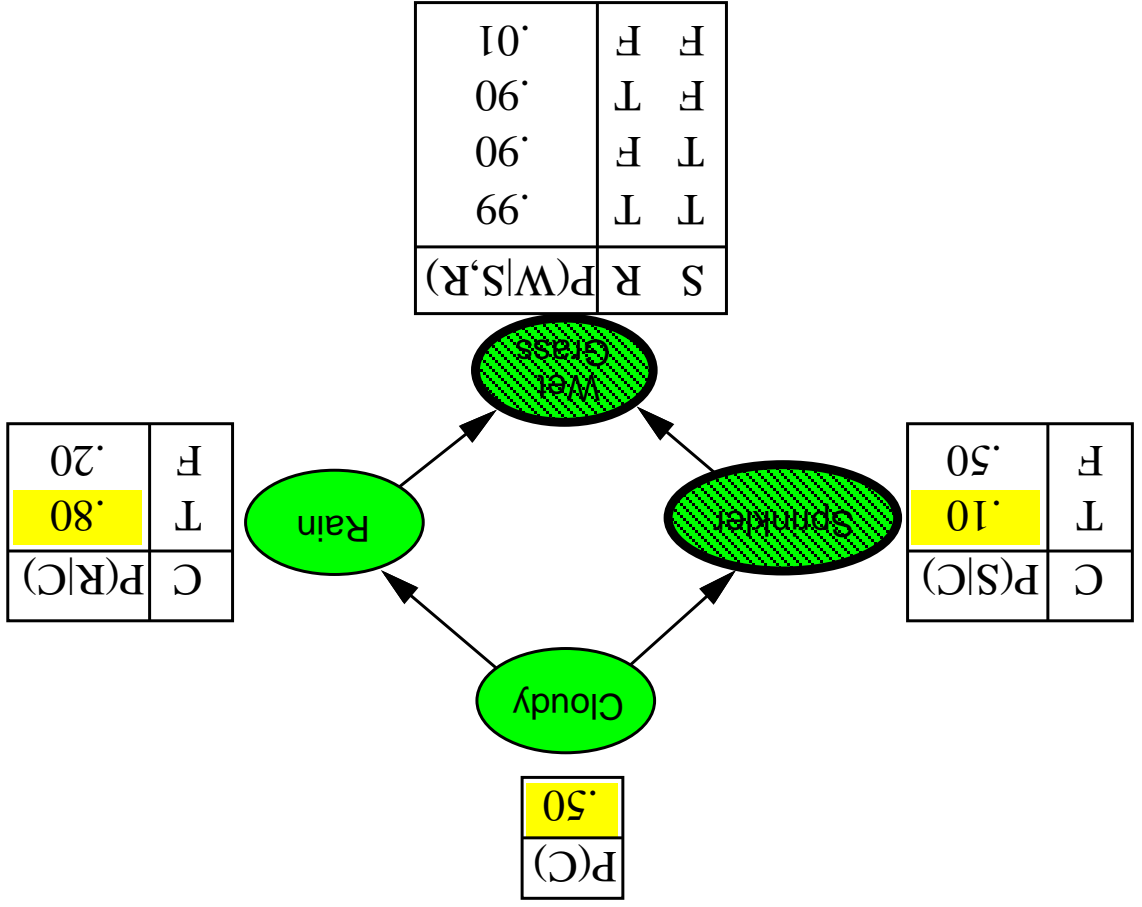 P(C)
.50
Cloudy
C P(S|C)
T .10
F .50
Sprinkler
C P(R|C)
T .80
F .20
Rain
Wet
Grass
S R P(W|S,R)
T T .99
T F .90
F T .90
F F .01